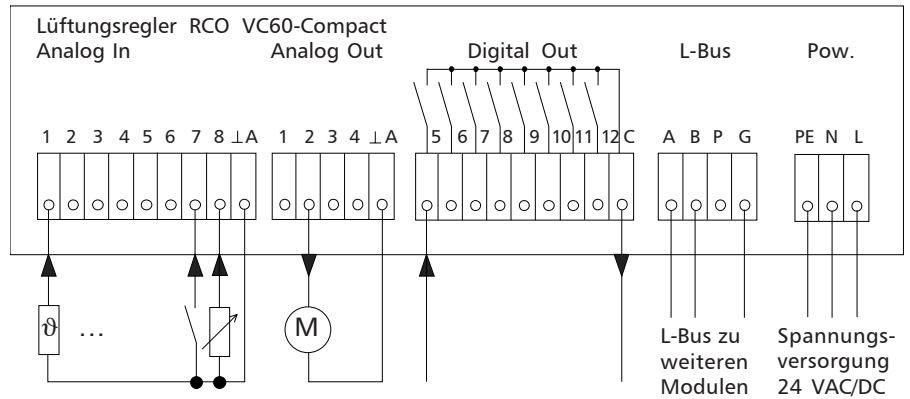 Lüftungsregler RCO VC60-Compact
Analog In Analog Out Digital Out L-Bus Pow.
1 2 3 4 5 6 7 8 ⊥A 1 2 3 4 ⊥A 5 6 7 8 9 10 11 12 C A B P G PE N L
ϑ ... M
L-Bus zu weiteren Modulen
Spannungs-
versorgung
24 VAC/DC